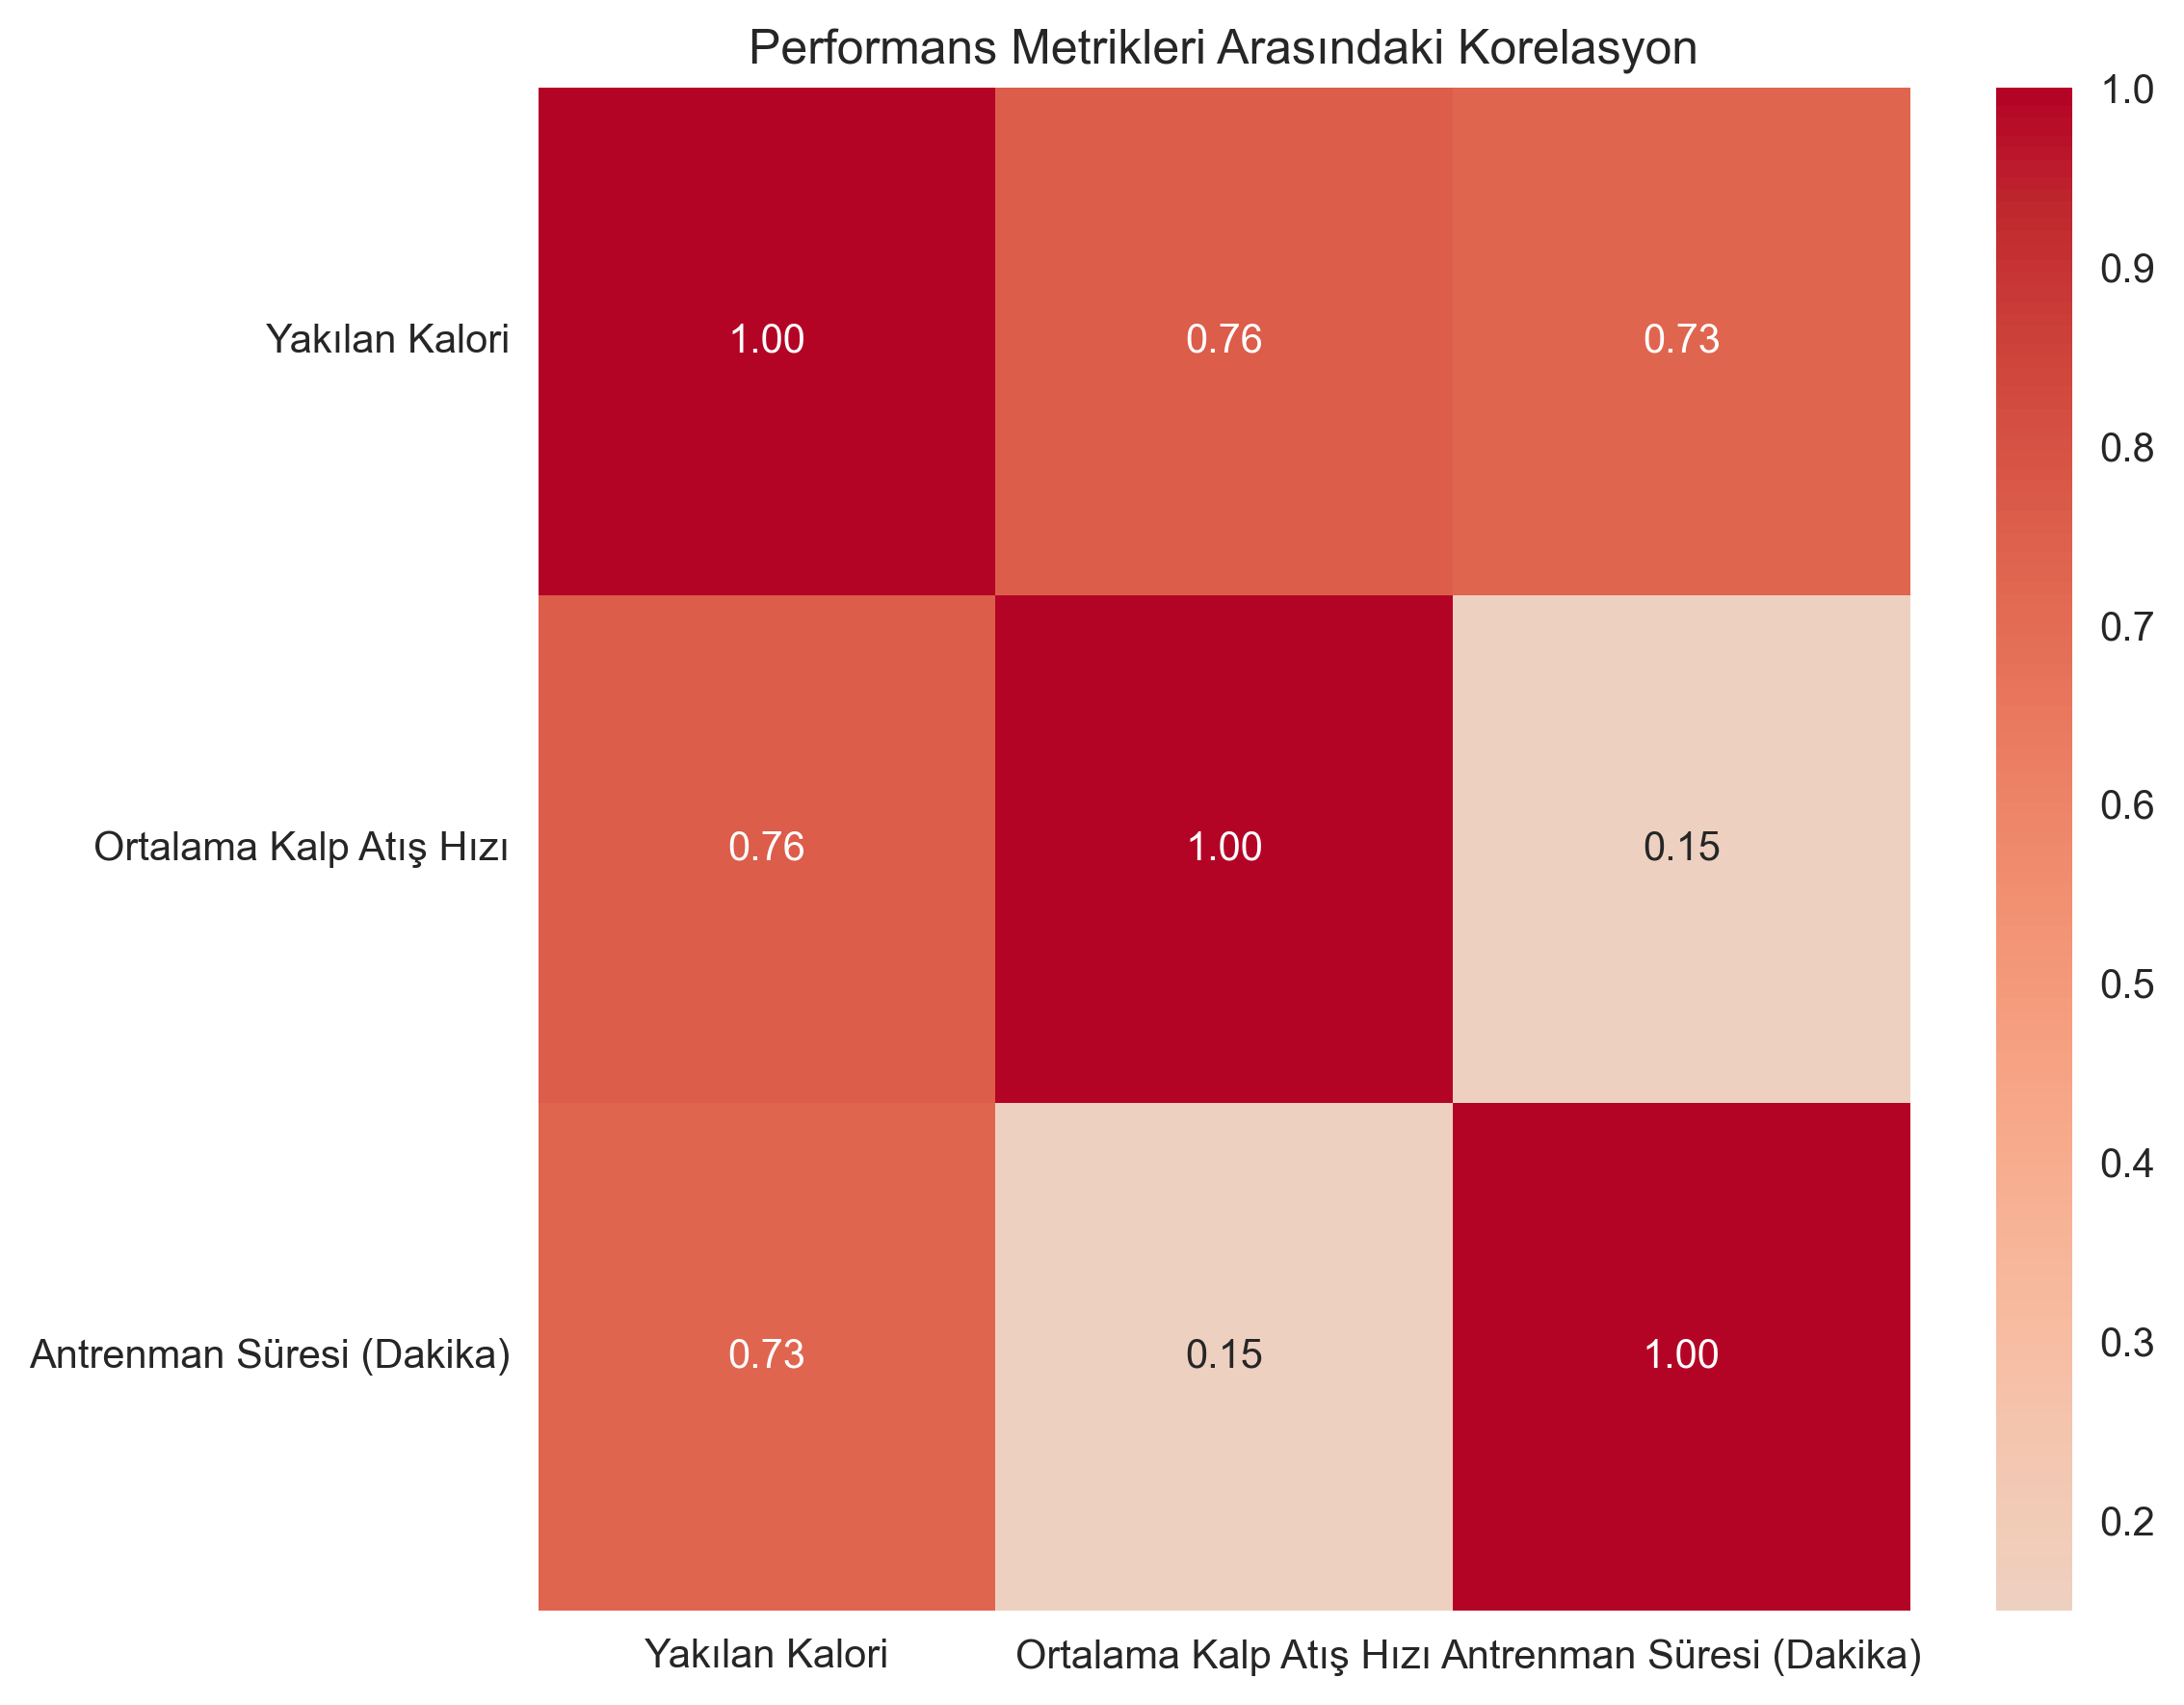 Performans Metrikleri Arasındaki Korelasyon
Yakılan Kalori
1.00 0.76 0.73
Ortalama Kalp Atış Hızı
0.76 1.00 0.15
Antrenman Süresi (Dakika)
0.73 0.15 1.00
Yakılan Kalori Ortalama Kalp Atış Hızı Antrenman Süresi (Dakika)
1.0
0.9
0.8
0.7
0.6
0.5
0.4
0.3
0.2